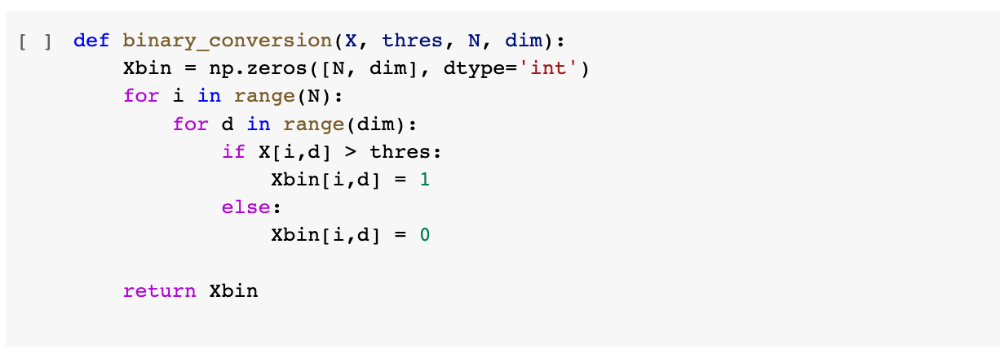 [ ] def binary_conversion(X, thres, N, dim):
    Xbin = np.zeros([N, dim], dtype='int')
    for i in range(N):
        for d in range(dim):
            if X[i,d] > thres:
                Xbin[i,d] = 1
            else:
                Xbin[i,d] = 0
    return Xbin